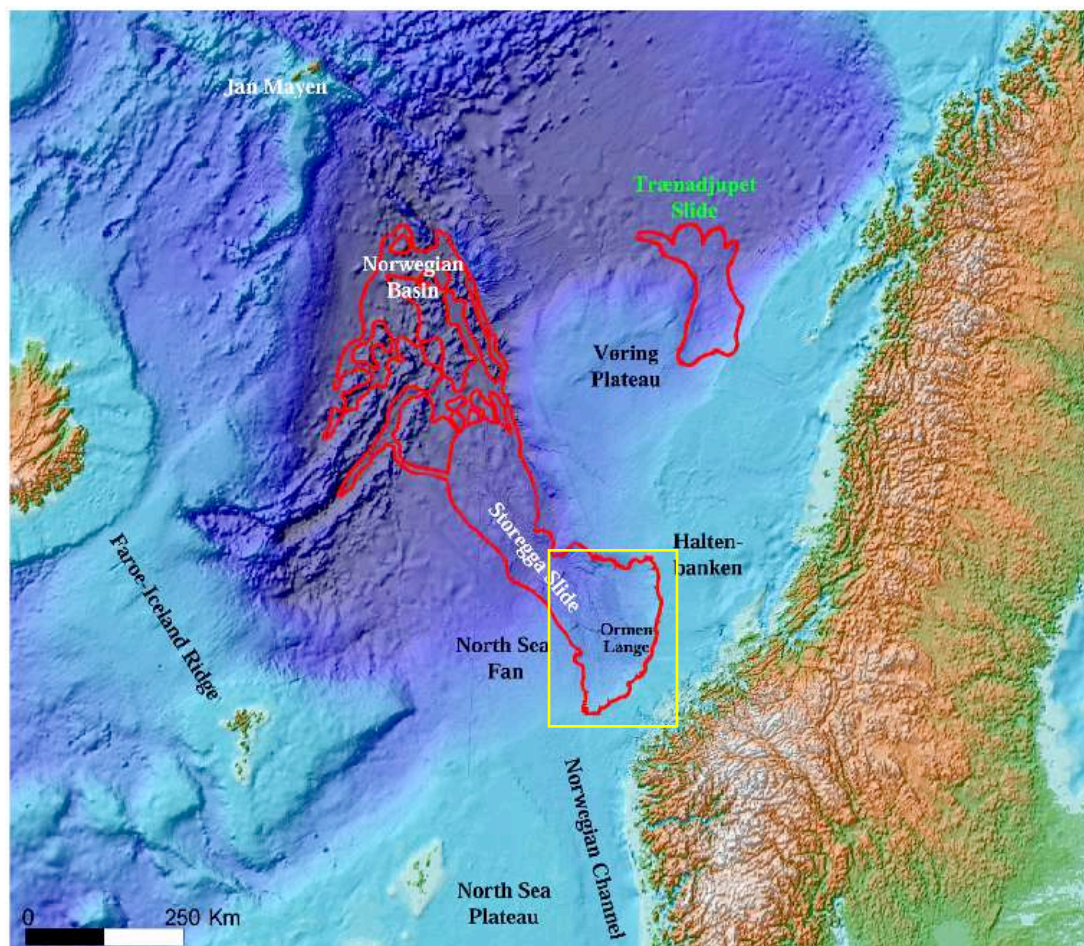 Jan Mayen
Trænadjupet
Slide
Norwegian
Basin
Vøring
Plateau
Storegga Slide
Halten-
banken
Faroe-Iceland Ridge
Ormen
Lange
North Sea
Fan
Norwegian Channel
North Sea
Plateau
0 250 Km